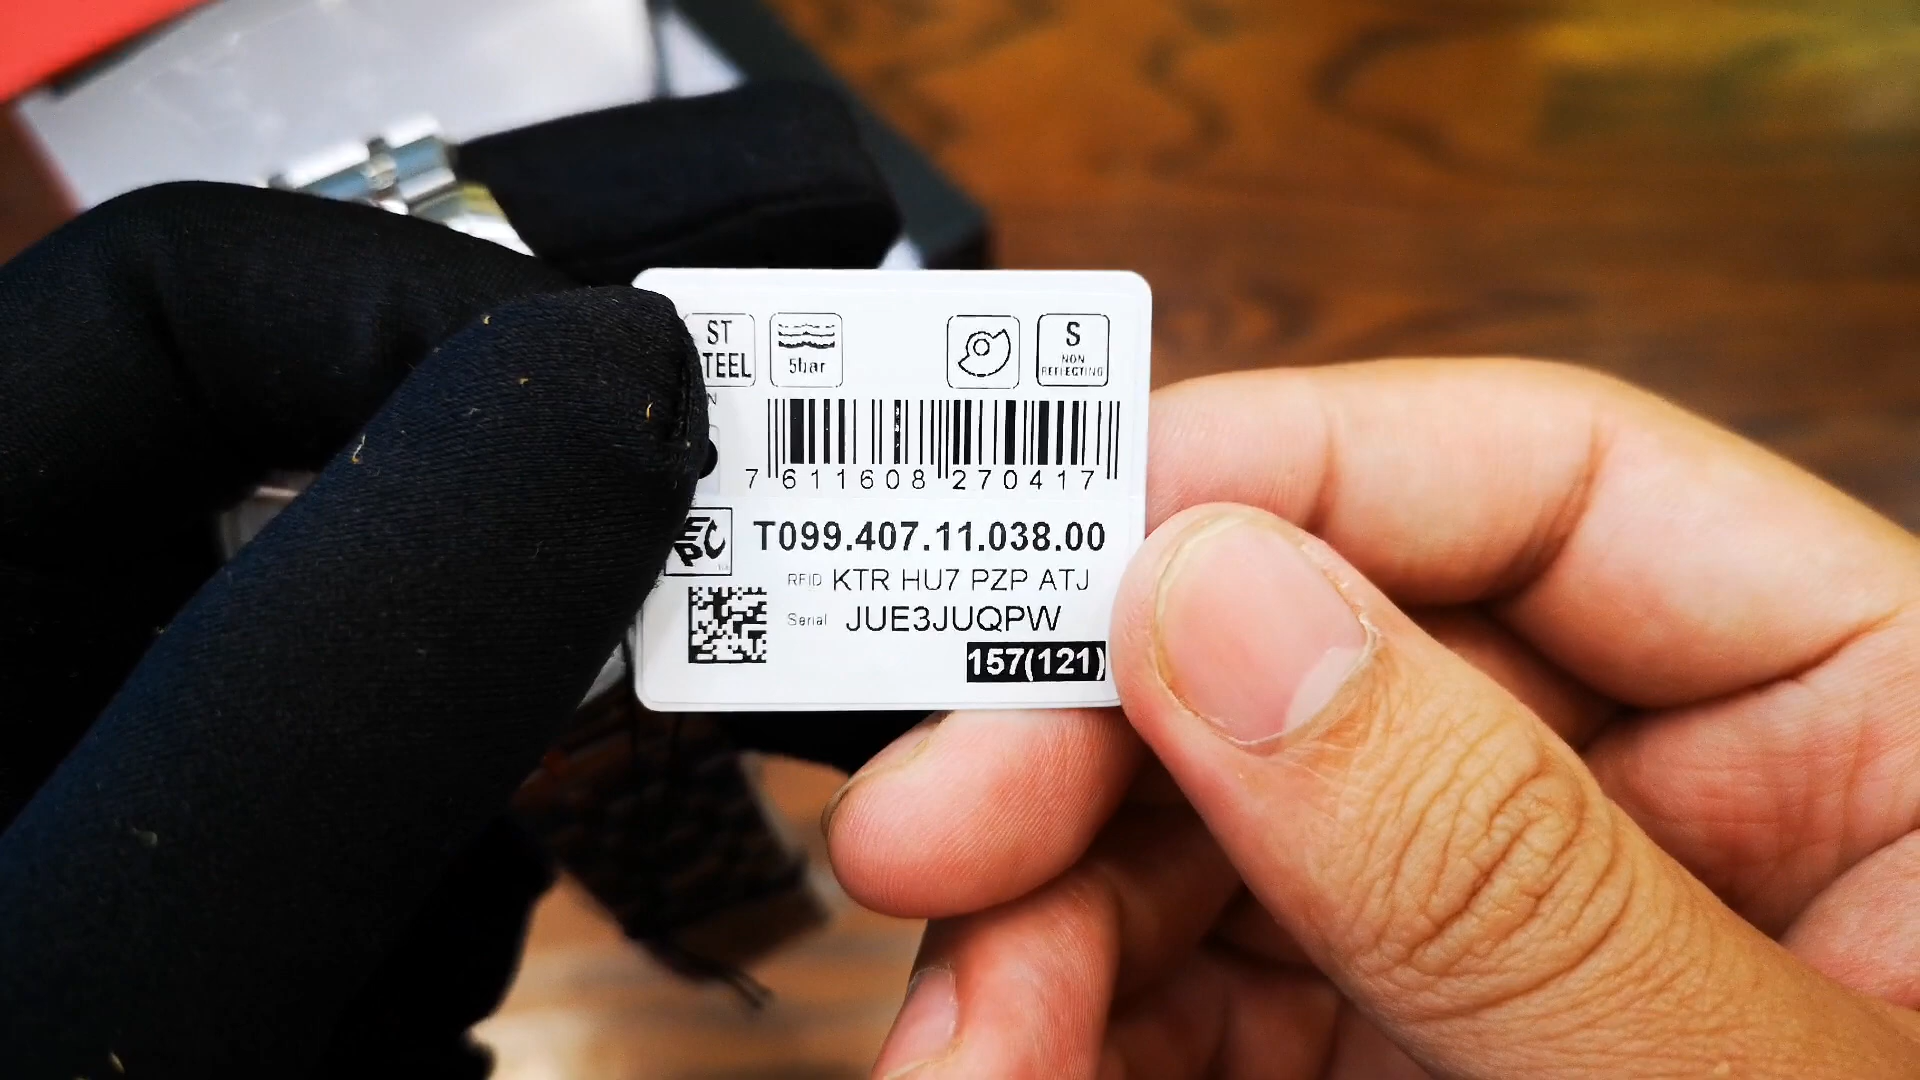 ST
TEEL
5bar
S
NON
REFLECTING
N
7 611608 270417
T099.407.11.038.00
RFID KTR HU7 PZP ATJ
Serial JUE3JUQPW
157(121)